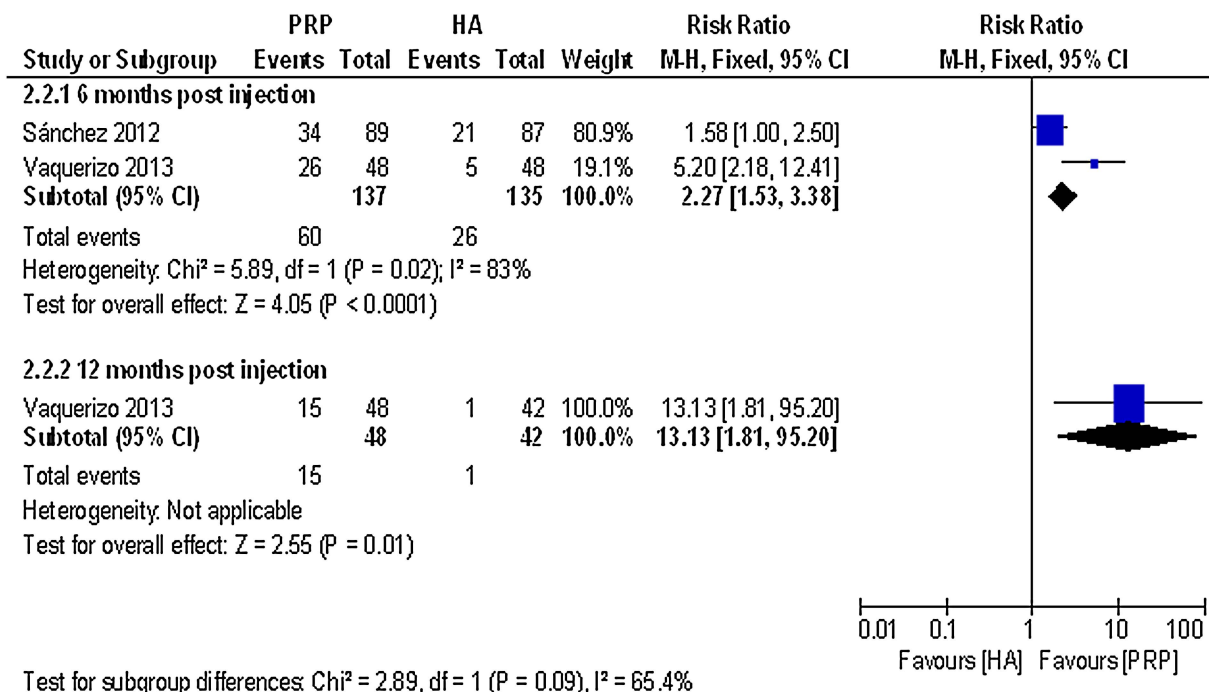 PRP HA Risk Ratio Risk Ratio
Study or Subgroup Events Total Events Total Weight M-H, Fixed, 95% CI M-H, Fixed, 95% CI
2.2.1 6 months post injection
Sánchez 2012 34 89 21 87 80.9% 1.58 [1.00, 2.50]
Vaquerizo 2013 26 48 5 48 19.1% 5.20 [2.18, 12.41]
Subtotal (95% CI) 137 135 100.0% 2.27 [1.53, 3.38]
Total events 60 26
Heterogeneity: Chi² = 5.89, df = 1 (P = 0.02); I² = 83%
Test for overall effect: Z = 4.05 (P < 0.0001)
2.2.2 12 months post injection
Vaquerizo 2013 15 48 1 42 100.0% 13.13 [1.81, 95.20]
Subtotal (95% CI) 48 42 100.0% 13.13 [1.81, 95.20]
Total events 15 1
Heterogeneity: Not applicable
Test for overall effect: Z = 2.55 (P = 0.01)
0.01 0.1 1 10 100
Favours [HA] Favours [PRP]
Test for subgroup differences: Chi² = 2.89, df = 1 (P = 0.09), I² = 65.4%